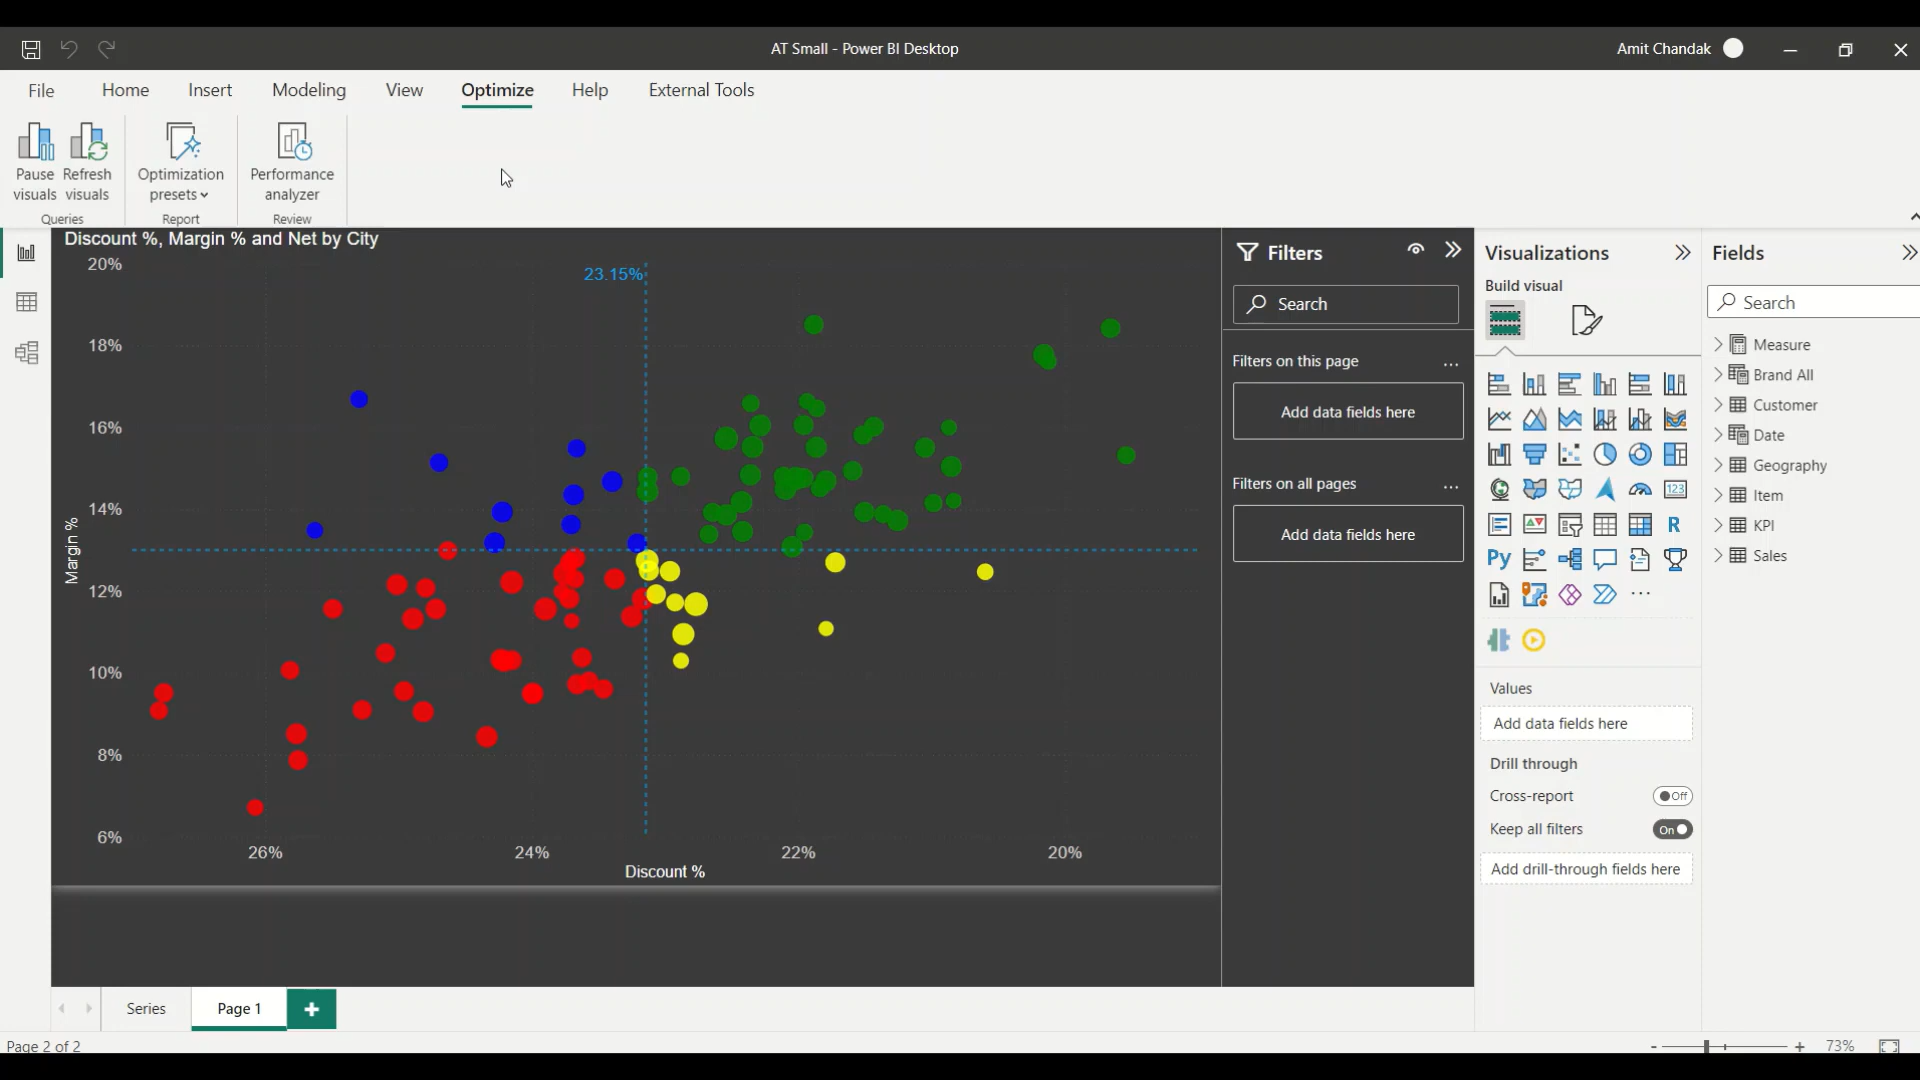 AT Small - Power BI Desktop
Amit Chandak
File Home Insert Modeling View Optimize Help External Tools
Pause visuals
Refresh visuals
Optimization presets
Performance analyzer
Queries
Report
Review
Discount %, Margin % and Net by City
23.15%
20%
18%
16%
14%
12%
10%
8%
6%
Margin %
26% 24% 22% 20%
Discount %
Filters
Search
Filters on this page
...
Add data fields here
Filters on all pages
...
Add data fields here
Visualizations
Build visual
123
R
Py
...
Values
Add data fields here
Drill through
Cross-report
Off
Keep all filters
On
Add drill-through fields here
Fields
Search
Measure
Brand All
Customer
Date
Geography
Item
KPI
Sales
Series
Page 1
+
Page 2 of 2
- + 73%